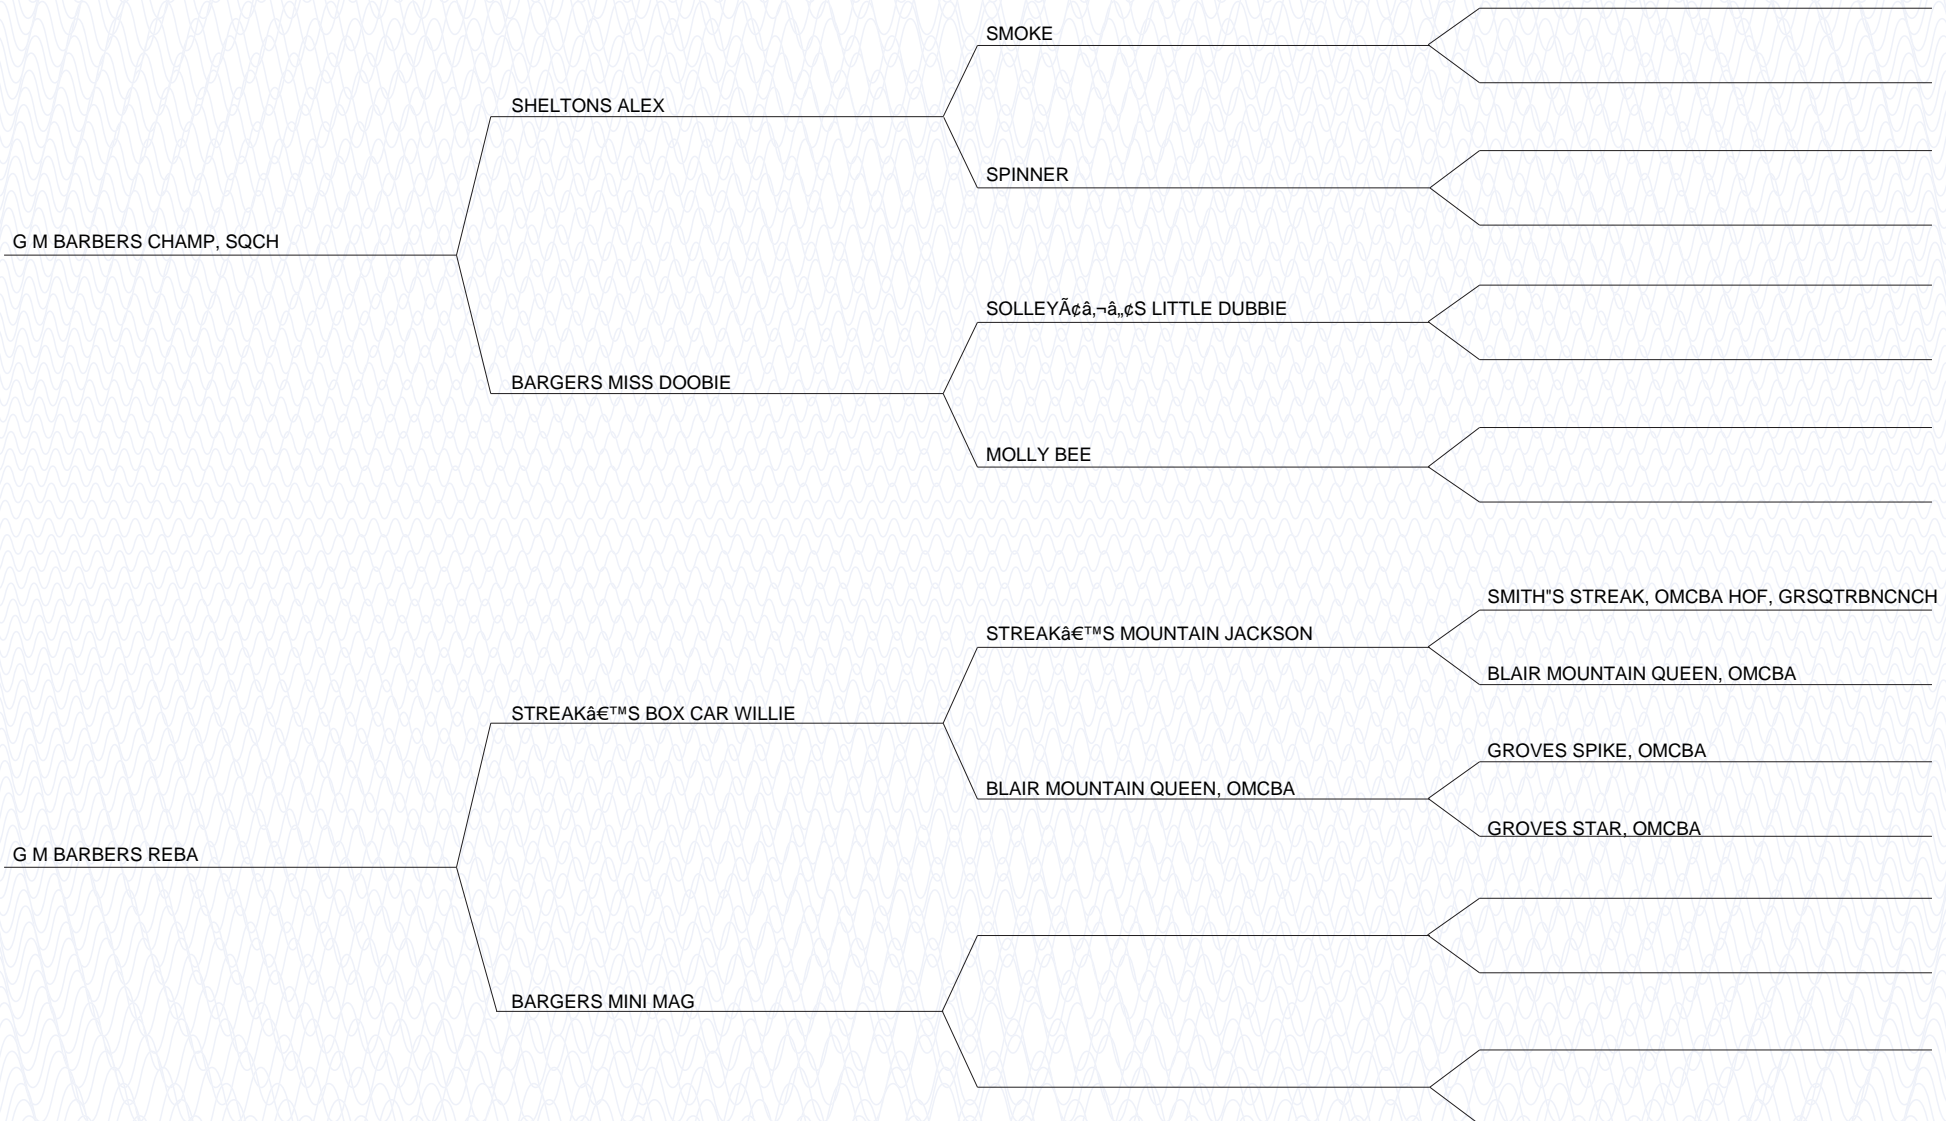 SMOKE
SHELTONS ALEX
SPINNER
G M BARBERS CHAMP, SQCH
SOLLEYÃ¢â‚¬â„¢S LITTLE DUBBIE
BARGERS MISS DOOBIE
MOLLY BEE
SMITH"S STREAK, OMCBA HOF, GRSQTRBNCNCH
STREAKâ€™S MOUNTAIN JACKSON
BLAIR MOUNTAIN QUEEN, OMCBA
STREAKâ€™S BOX CAR WILLIE
GROVES SPIKE, OMCBA
BLAIR MOUNTAIN QUEEN, OMCBA
GROVES STAR, OMCBA
G M BARBERS REBA
BARGERS MINI MAG